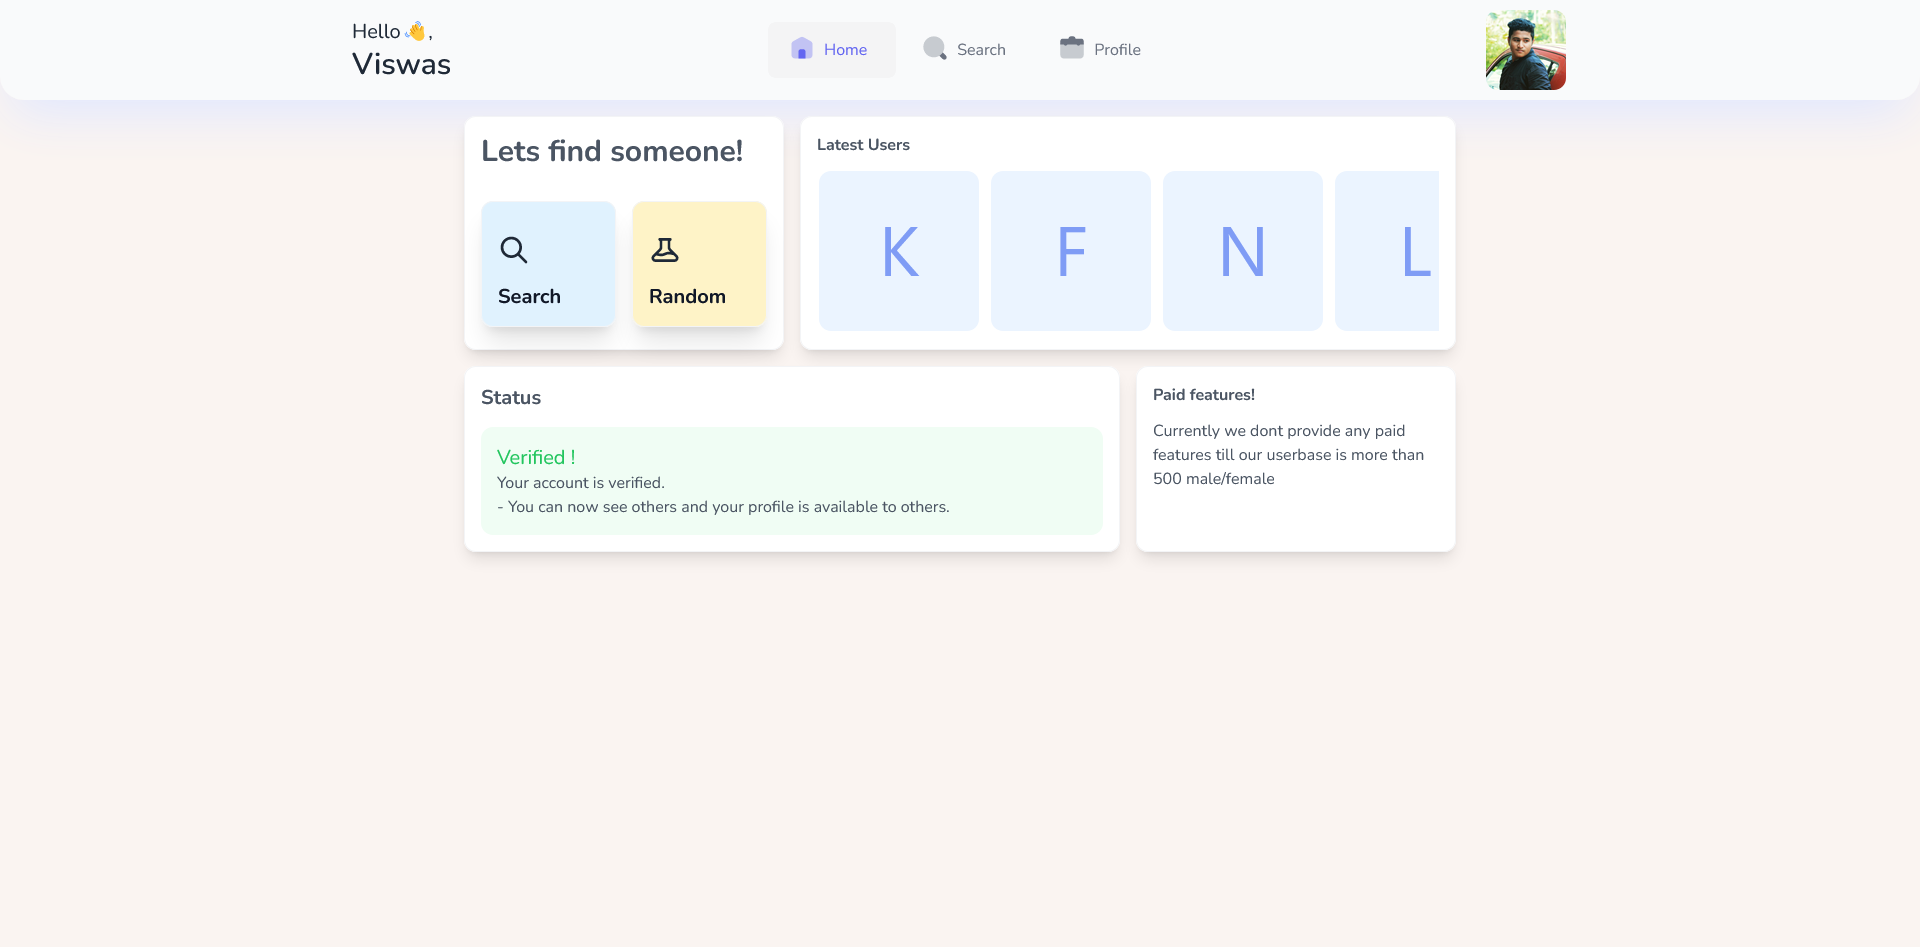 Hello 👋,
Viswas
Home
Search
Profile
Lets find someone!
Search
Random
Latest Users
K
F
N
L
Status
Verified !
Your account is verified.
- You can now see others and your profile is available to others.
Paid features!
Currently we dont provide any paid
features till our userbase is more than
500 male/female